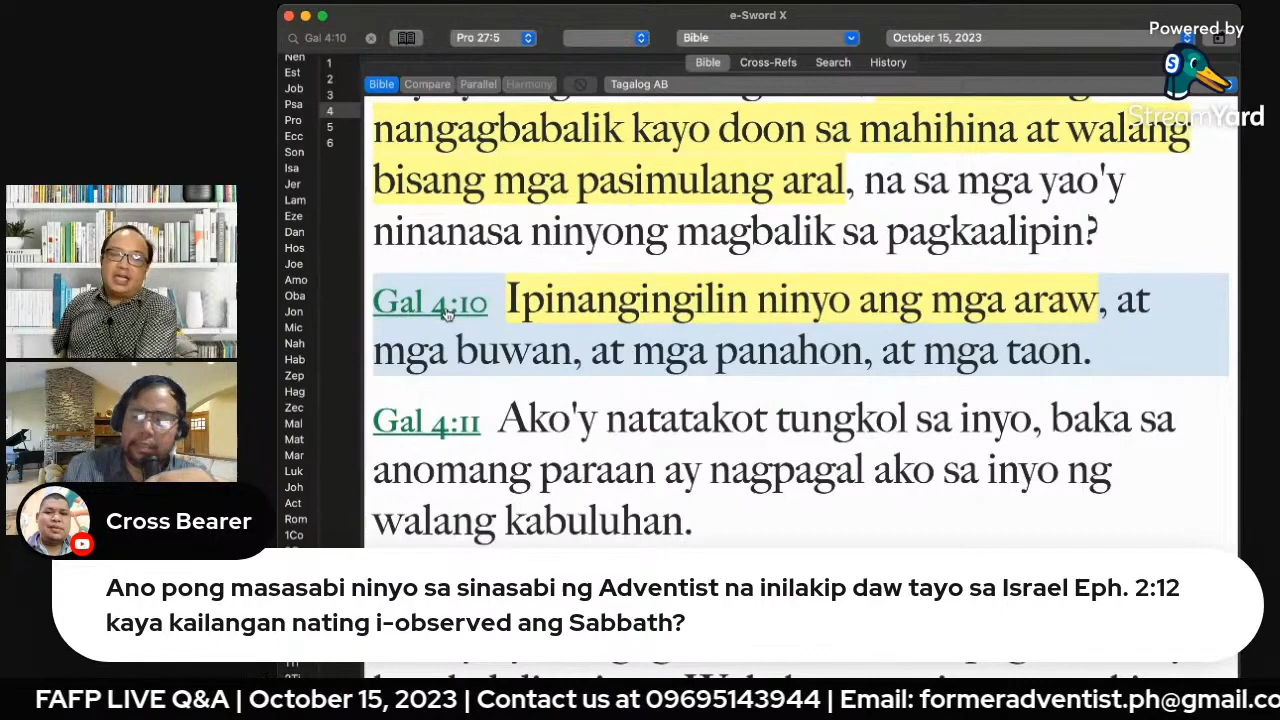 e-Sword X
Powered by
StreamYard
Gal 4:10
Pro 27:5
Bible
October 15, 2023
Bible Cross-Refs Search History
Bible Compare Parallel Harmony
Tagalog AB
Neh
Est
Job
Psa
Pro
Ecc
Son
Isa
Jer
Lam
Eze
Dan
Hos
Joe
Amo
Oba
Jon
Mic
Nah
Hab
Zep
Hag
Zec
Mal
Mat
Mar
Luk
Joh
Act
Rom
1Co
1
2
3
4
5
6
nangagbabalik kayo doon sa mahihina at walang
bisang mga pasimulang aral, na sa mga yao'y
ninanasa ninyong magbalik sa pagkaalipin?
Gal 4:10 Ipinangingilin ninyo ang mga araw, at
mga buwan, at mga panahon, at mga taon.
Gal 4:11 Ako'y natatakot tungkol sa inyo, baka sa
anomang paraan ay nagpagal ako sa inyo ng
walang kabuluhan.
Cross Bearer
Ano pong masasabi ninyo sa sinasabi ng Adventist na inilakip daw tayo sa Israel Eph. 2:12
kaya kailangan nating i-observed ang Sabbath?
FAFP LIVE Q&A | October 15, 2023 | Contact us at 09695143944 | Email: formeradventist.ph@gmail.co